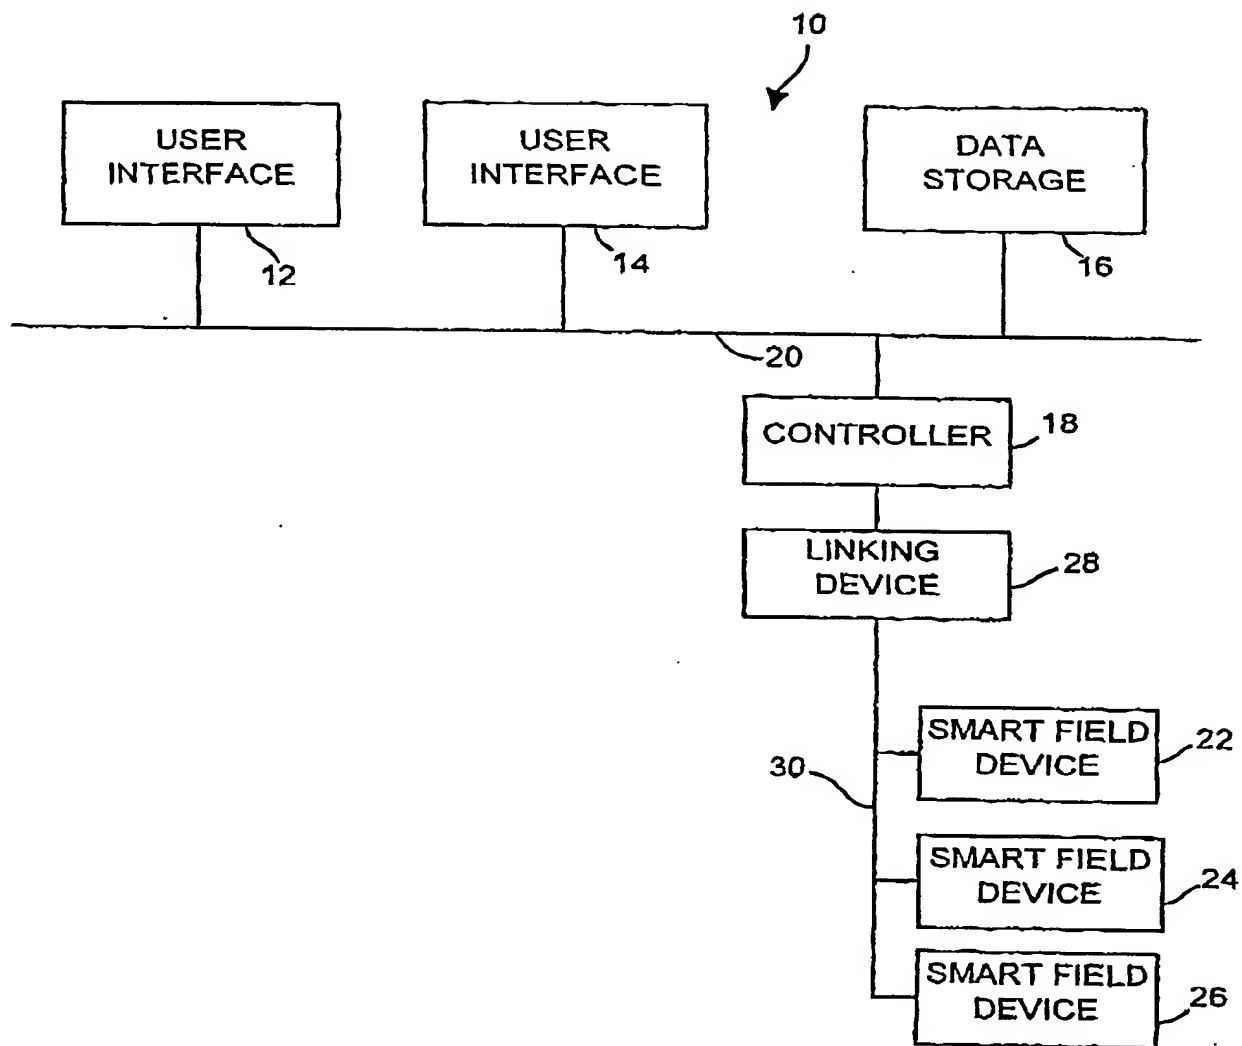 10
USER
INTERFACE
USER
INTERFACE
DATA
STORAGE
12
14
16
20
CONTROLLER
18
LINKING
DEVICE
28
SMART FIELD
DEVICE
22
30
SMART FIELD
DEVICE
24
SMART FIELD
DEVICE
26